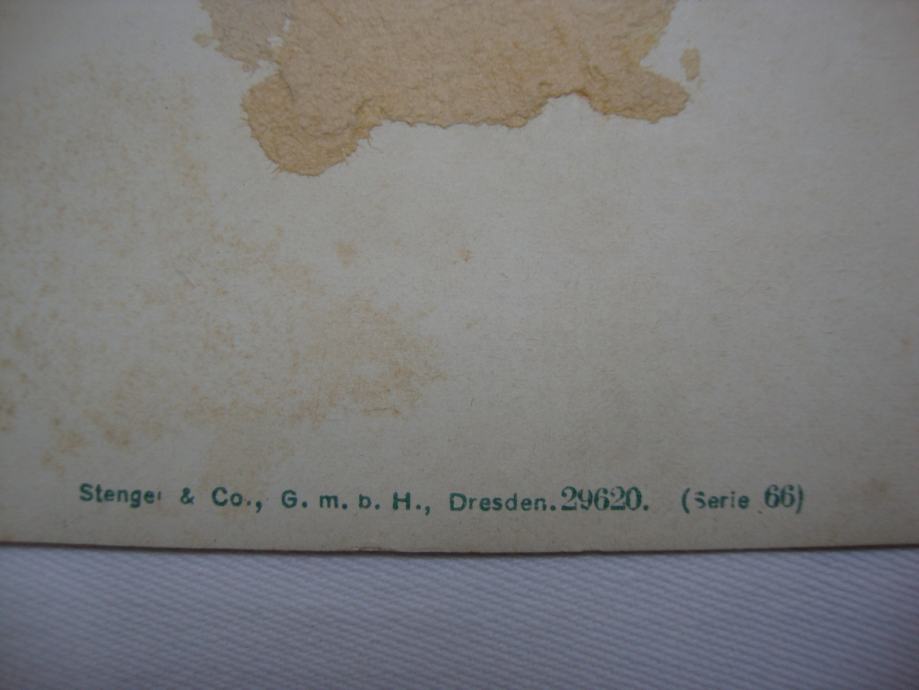 Stenger & Co., G. m. b. H., Dresden. 29620. (Serie 66)